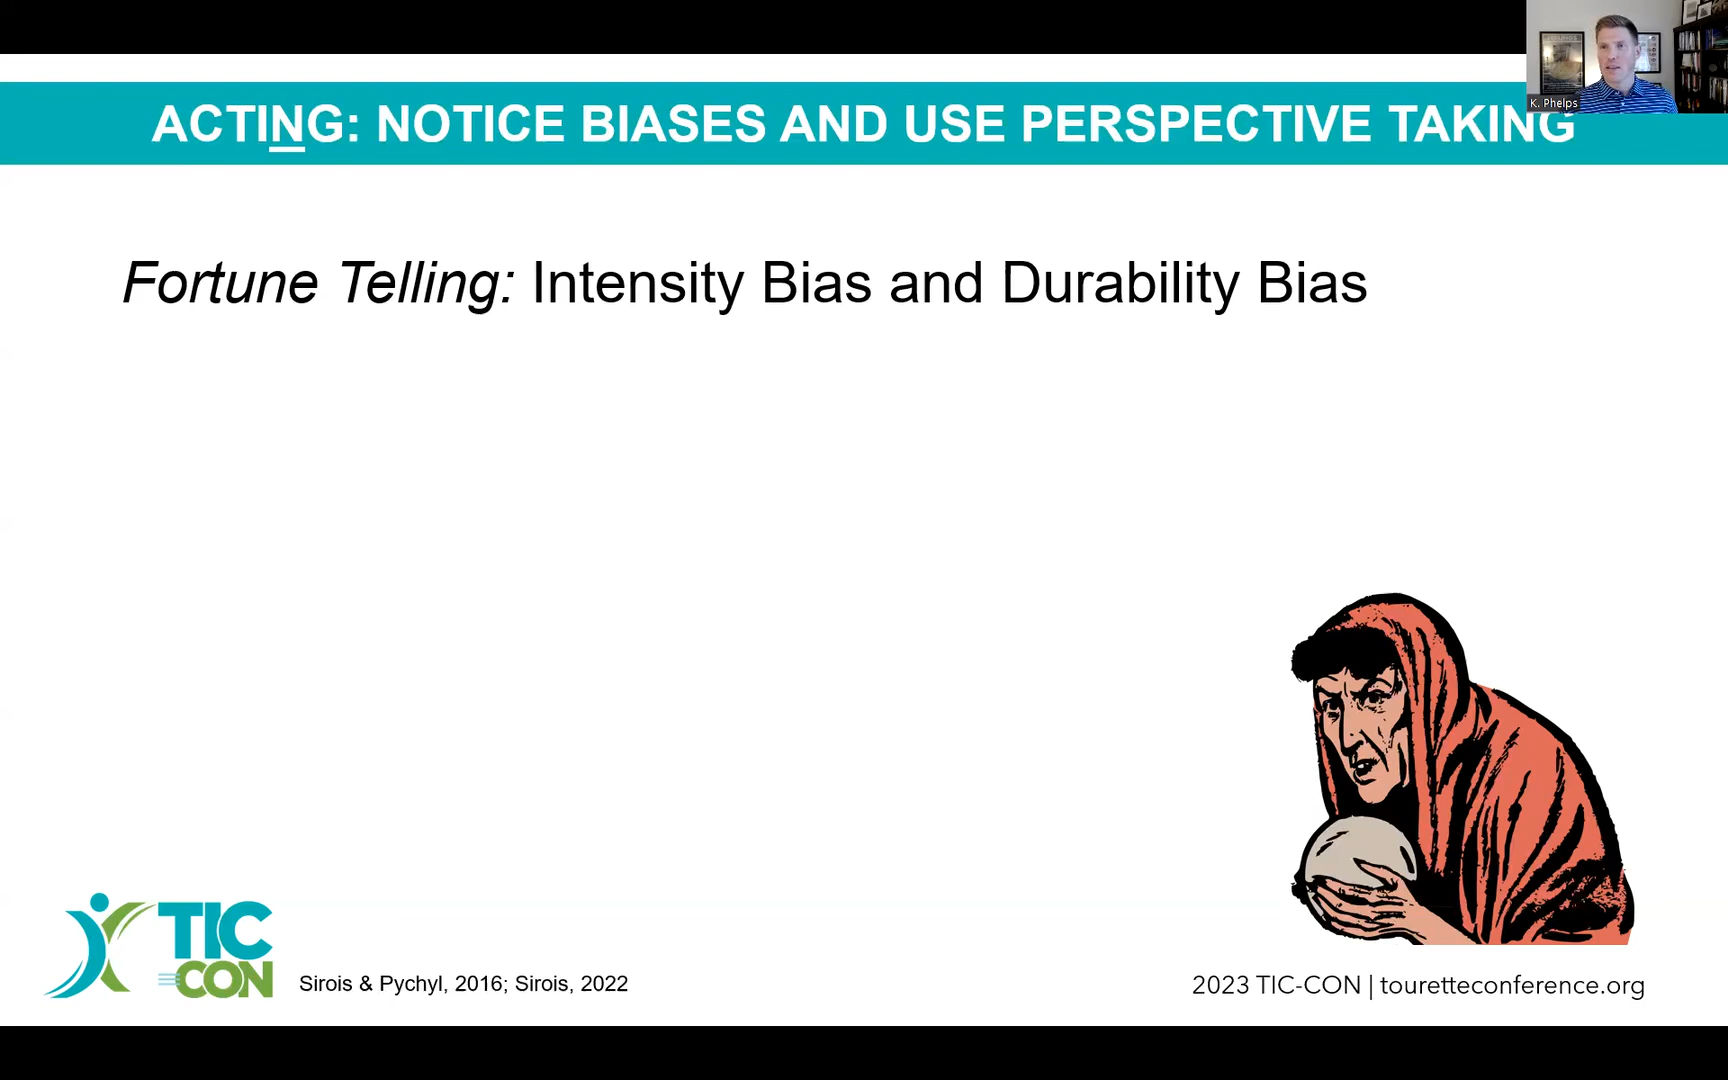 ACTING: NOTICE BIASES AND USE PERSPECTIVE TAKING
K. Phelps
Fortune Telling: Intensity Bias and Durability Bias
TIC
CON
Sirois & Pychyl, 2016; Sirois, 2022
2023 TIC-CON | touretteconference.org